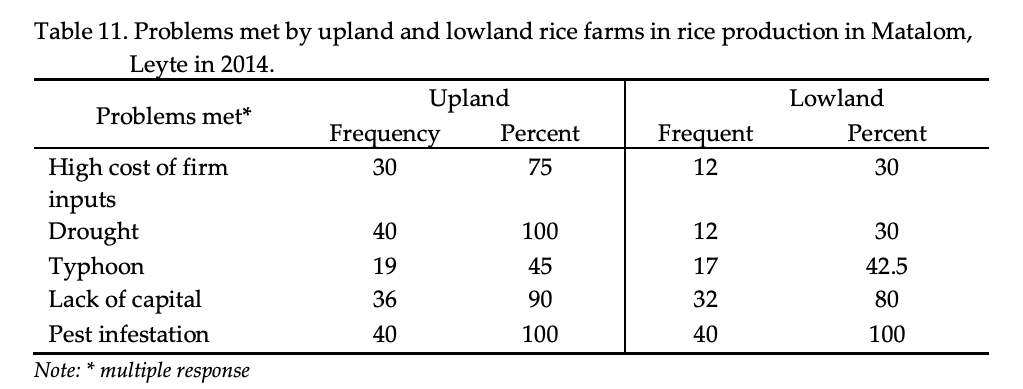 Table 11. Problems met by upland and lowland rice farms in rice production in Matalom,
Leyte in 2014.
Problems met* Upland Lowland
Frequency Percent Frequent Percent
High cost of firm 30 75 12 30
inputs
Drought 40 100 12 30
Typhoon 19 45 17 42.5
Lack of capital 36 90 32 80
Pest infestation 40 100 40 100
Note: * multiple response